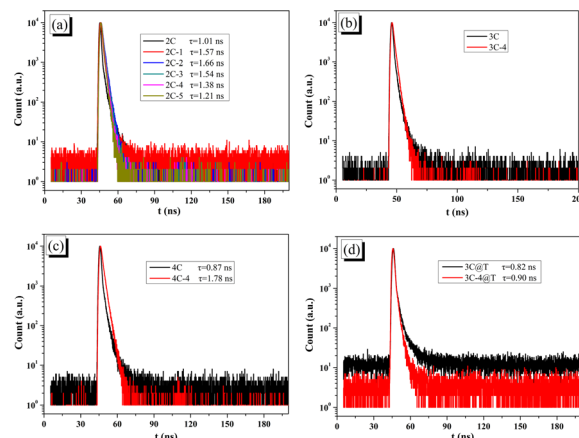 (a)
2C τ=1.01 ns
2C-1 τ=1.57 ns
2C-2 τ=1.66 ns
2C-3 τ=1.54 ns
2C-4 τ=1.38 ns
2C-5 τ=1.21 ns
Count (a.u.)
10⁴
10³
10²
10¹
10⁰
0 30 60 90 120 150 180
t (ns)
(b)
3C
3C-4
Count (a.u.)
10⁴
10³
10²
10¹
10⁰
0 50 100 150 200
t (ns)
(c)
4C τ=0.87 ns
4C-4 τ=1.78 ns
Count (a.u.)
10⁴
10³
10²
10¹
10⁰
0 30 60 90 120 150 180
t (ns)
(d)
3C@T τ=0.82 ns
3C-4@T τ=0.90 ns
Count (a.u.)
10⁴
10³
10²
10¹
10⁰
0 30 60 90 120 150 180
t (ns)